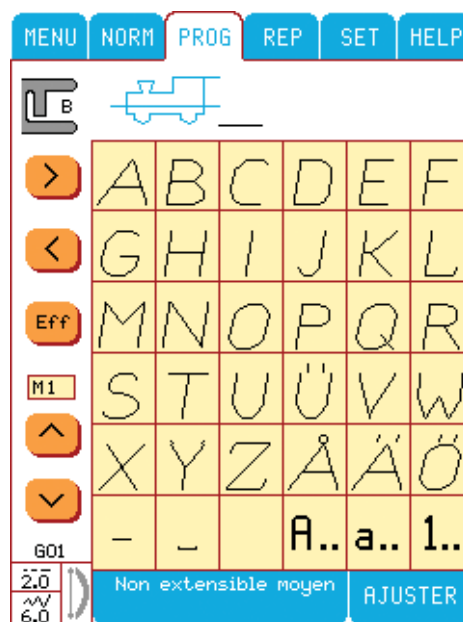 MENU NORM PROG REP SET HELP
B
A B C D E F
G H I J K L
Eff M N O P Q R
M1 S T U Ü V W
X Y Z Å Ä Ö
– _ A.. a.. 1..
G01
2.0 Non extensible moyen AJUSTER
6.0